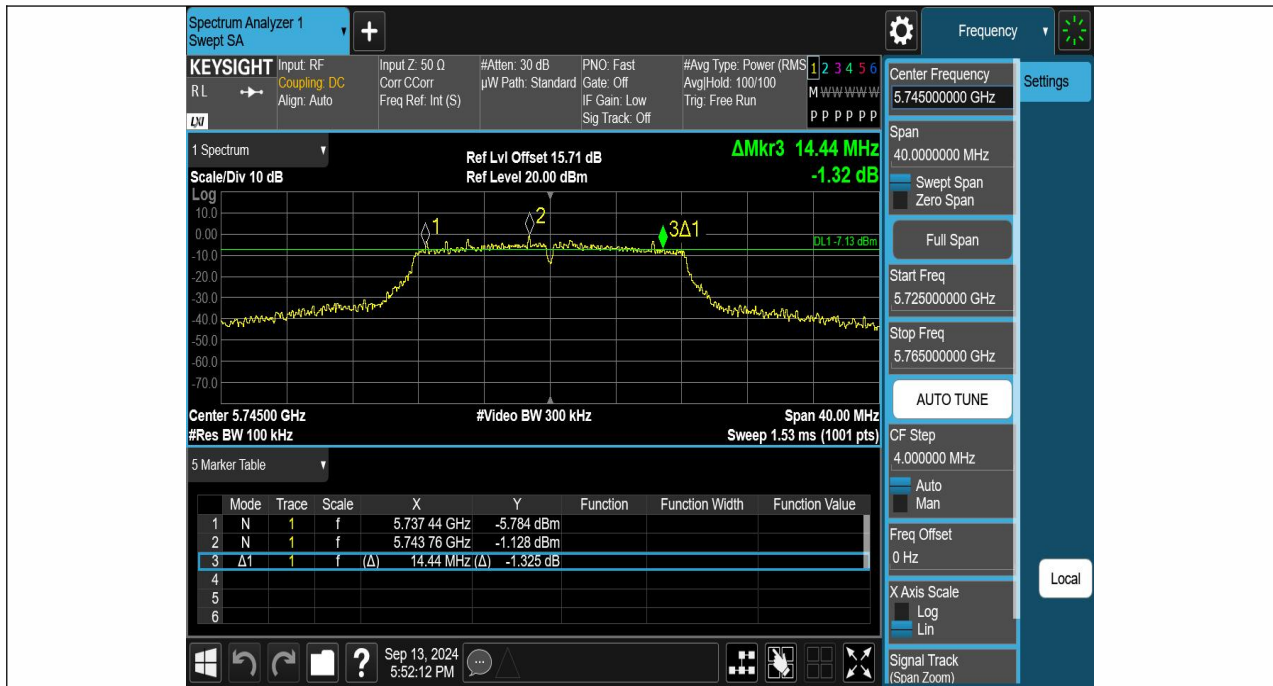 Spectrum Analyzer 1
Swept SA
Frequency
KEYSIGHT
RL
LXI
Input: RF
Coupling: DC
Align: Auto
Input Z: 50 Ω
Corr CCorr
Freq Ref: Int (S)
#Atten: 30 dB
µW Path: Standard
PNO: Fast
Gate: Off
IF Gain: Low
Sig Track: Off
#Avg Type: Power (RMS
Avg|Hold: 100/100
Trig: Free Run
1 2 3 4 5 6
M W W W W W
P P P P P P
1 Spectrum
Scale/Div 10 dB
Ref Lvl Offset 15.71 dB
Ref Level 20.00 dBm
ΔMkr3 14.44 MHz
-1.32 dB
Log
10.0
0.00
-10.0
-20.0
-30.0
-40.0
-50.0
-60.0
-70.0
1
2
3Δ1
DL1 -7.13 dBm
Center 5.74500 GHz
#Video BW 300 kHz
Span 40.00 MHz
#Res BW 100 kHz
Sweep 1.53 ms (1001 pts)
5 Marker Table
Mode Trace Scale X Y Function Function Width Function Value
1 N 1 f 5.737 44 GHz -5.784 dBm
2 N 1 f 5.743 76 GHz -1.128 dBm
3 Δ1 1 f (Δ) 14.44 MHz (Δ) -1.325 dB
4
5
6
?
Sep 13, 2024
5:52:12 PM
Center Frequency
5.745000000 GHz
Settings
Span
40.0000000 MHz
Swept Span
Zero Span
Full Span
Start Freq
5.725000000 GHz
Stop Freq
5.765000000 GHz
AUTO TUNE
CF Step
4.000000 MHz
Auto
Man
Freq Offset
0 Hz
Local
X Axis Scale
Log
Lin
Signal Track
(Span Zoom)